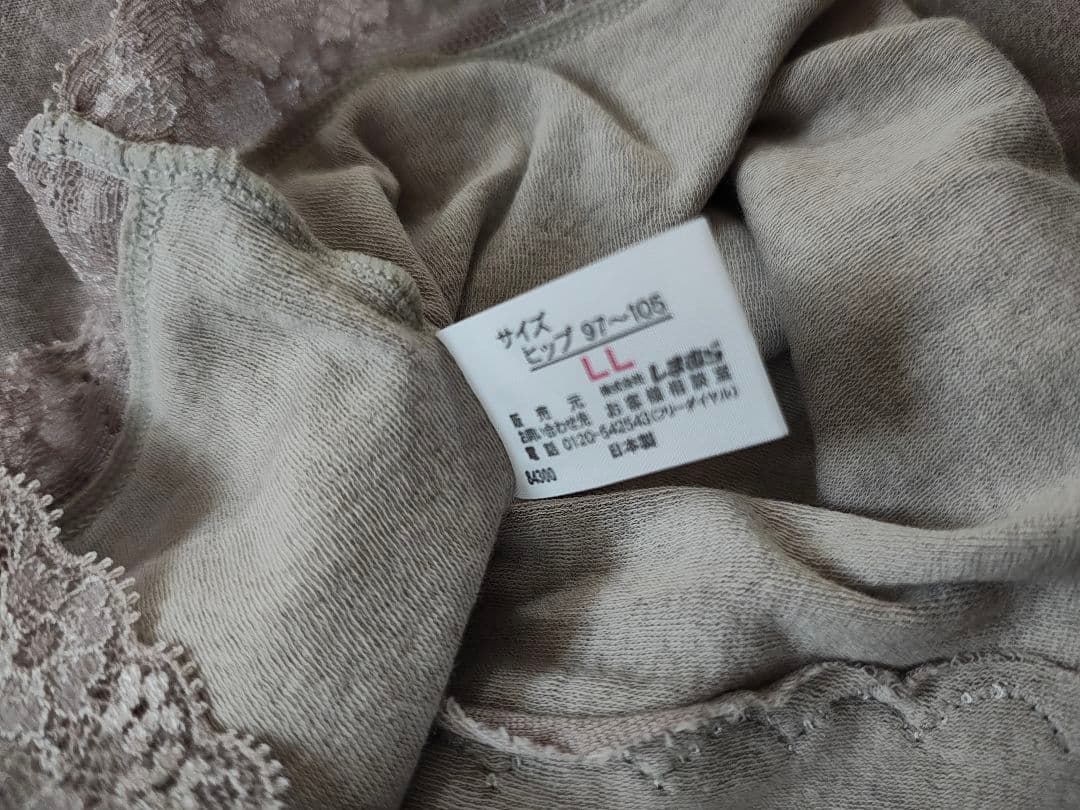 サイズ
ヒップ 97〜105
LL
株式会社 しまむら
販売元 お客様相談室
お問い合わせ先
電話 0120-642543(フリーダイヤル)
日本製
84300